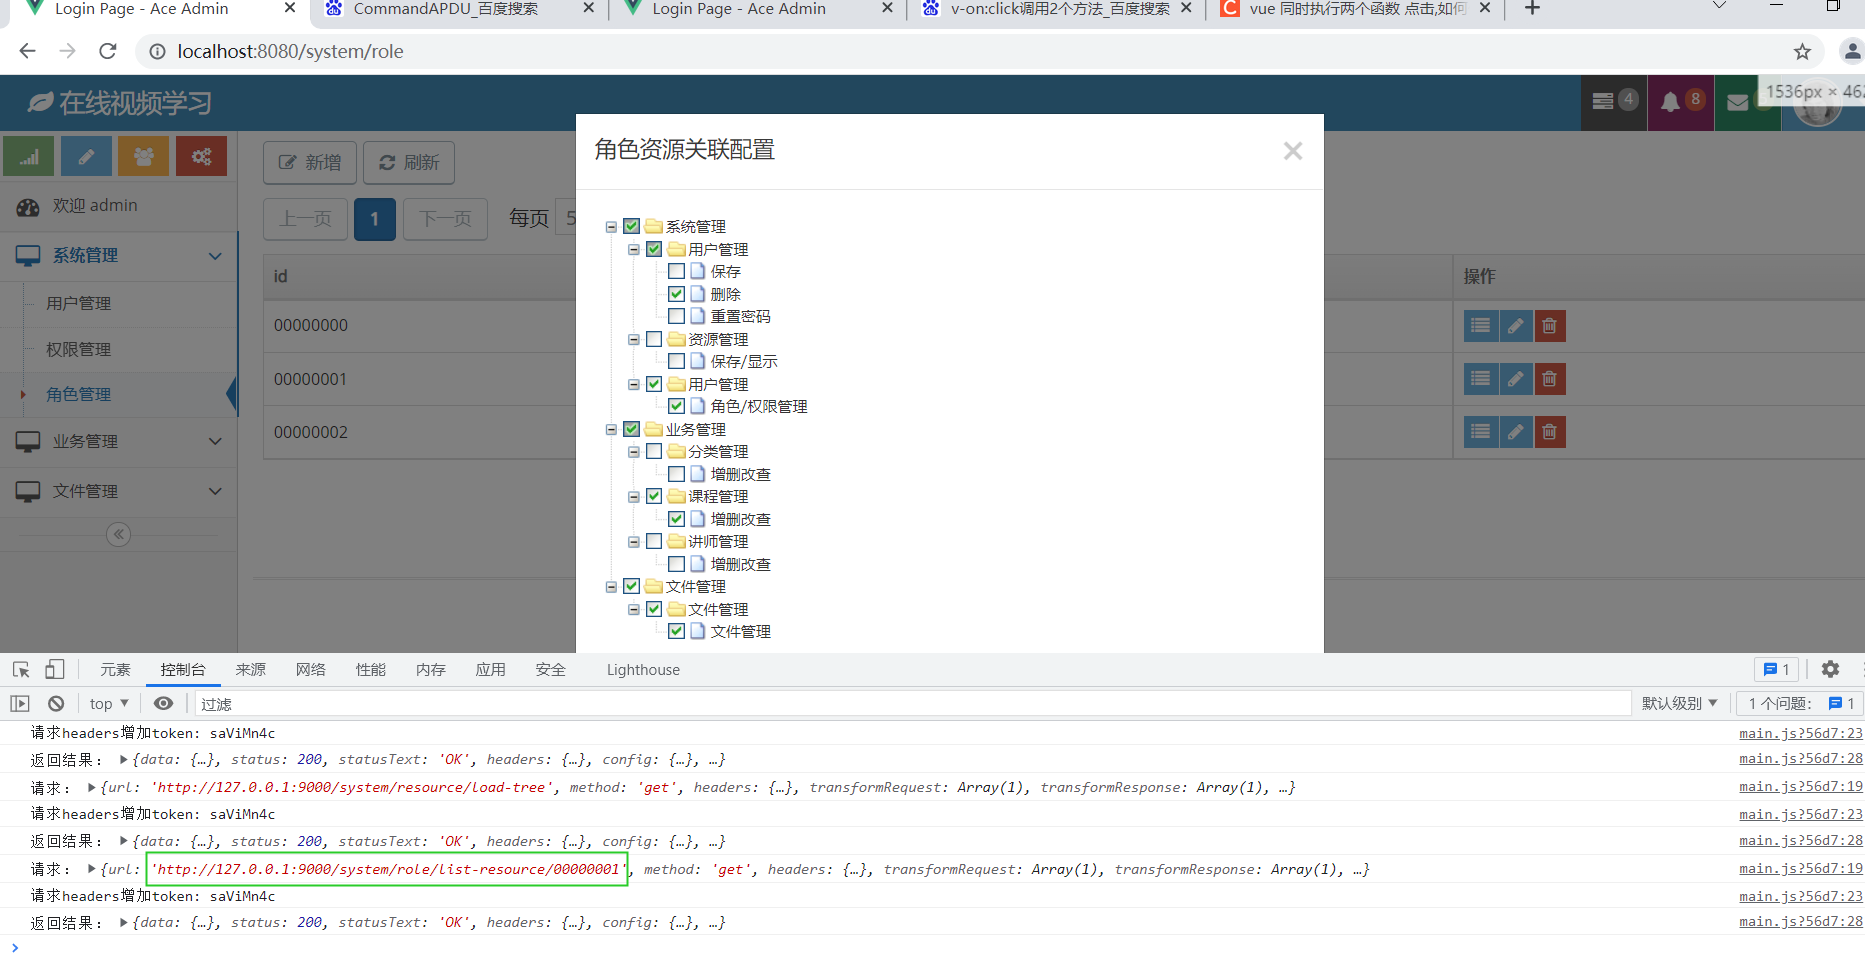 Login Page - Ace Admin
CommandAPDU_百度搜索
Login Page - Ace Admin
v-on:click调用2个方法_百度搜索
vue 同时执行两个函数 点击,如何
localhost:8080/system/role
在线视频学习
4
8
1536px × 462
新增
刷新
欢迎 admin
上一页
1
下一页
每页
5
系统管理
用户管理
权限管理
角色管理
业务管理
文件管理
id
操作
00000000
00000001
00000002
角色资源关联配置
系统管理
用户管理
保存
删除
重置密码
资源管理
保存/显示
用户管理
角色/权限管理
业务管理
分类管理
增删改查
课程管理
增删改查
讲师管理
增删改查
文件管理
文件管理
文件管理
元素 控制台 来源 网络 性能 内存 应用 安全 Lighthouse 1
top 过滤 默认级别 1 个问题: 1
请求headers增加token: saViMn4c main.js?56d7:23
返回结果: {data: {…}, status: 200, statusText: 'OK', headers: {…}, config: {…}, …} main.js?56d7:28
请求: {url: 'http://127.0.0.1:9000/system/resource/load-tree', method: 'get', headers: {…}, transformRequest: Array(1), transformResponse: Array(1), …} main.js?56d7:19
请求headers增加token: saViMn4c main.js?56d7:23
返回结果: {data: {…}, status: 200, statusText: 'OK', headers: {…}, config: {…}, …} main.js?56d7:28
请求: {url: 'http://127.0.0.1:9000/system/role/list-resource/00000001', method: 'get', headers: {…}, transformRequest: Array(1), transformResponse: Array(1), …} main.js?56d7:19
请求headers增加token: saViMn4c main.js?56d7:23
返回结果: {data: {…}, status: 200, statusText: 'OK', headers: {…}, config: {…}, …} main.js?56d7:28